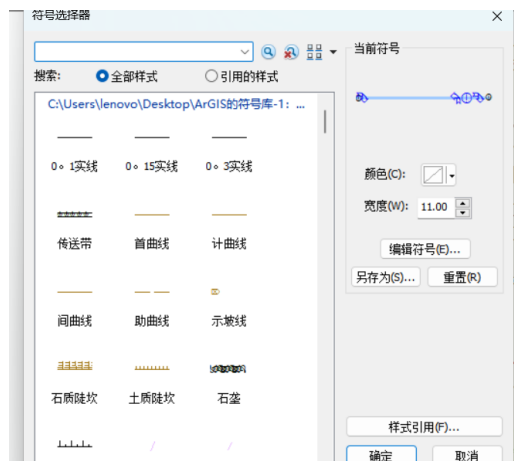 符号选择器
搜索:
全部样式
引用的样式
C:\Users\lenovo\Desktop\ArGIS的符号库-1: ...
0。1实线
0。15实线
0。3实线
传送带
首曲线
计曲线
间曲线
助曲线
示坡线
石质陡坎
土质陡坎
石垄
当前符号
颜色(C):
宽度(W):
11.00
编辑符号(E)...
另存为(S)...
重置(R)
样式引用(F)...
确定
取消